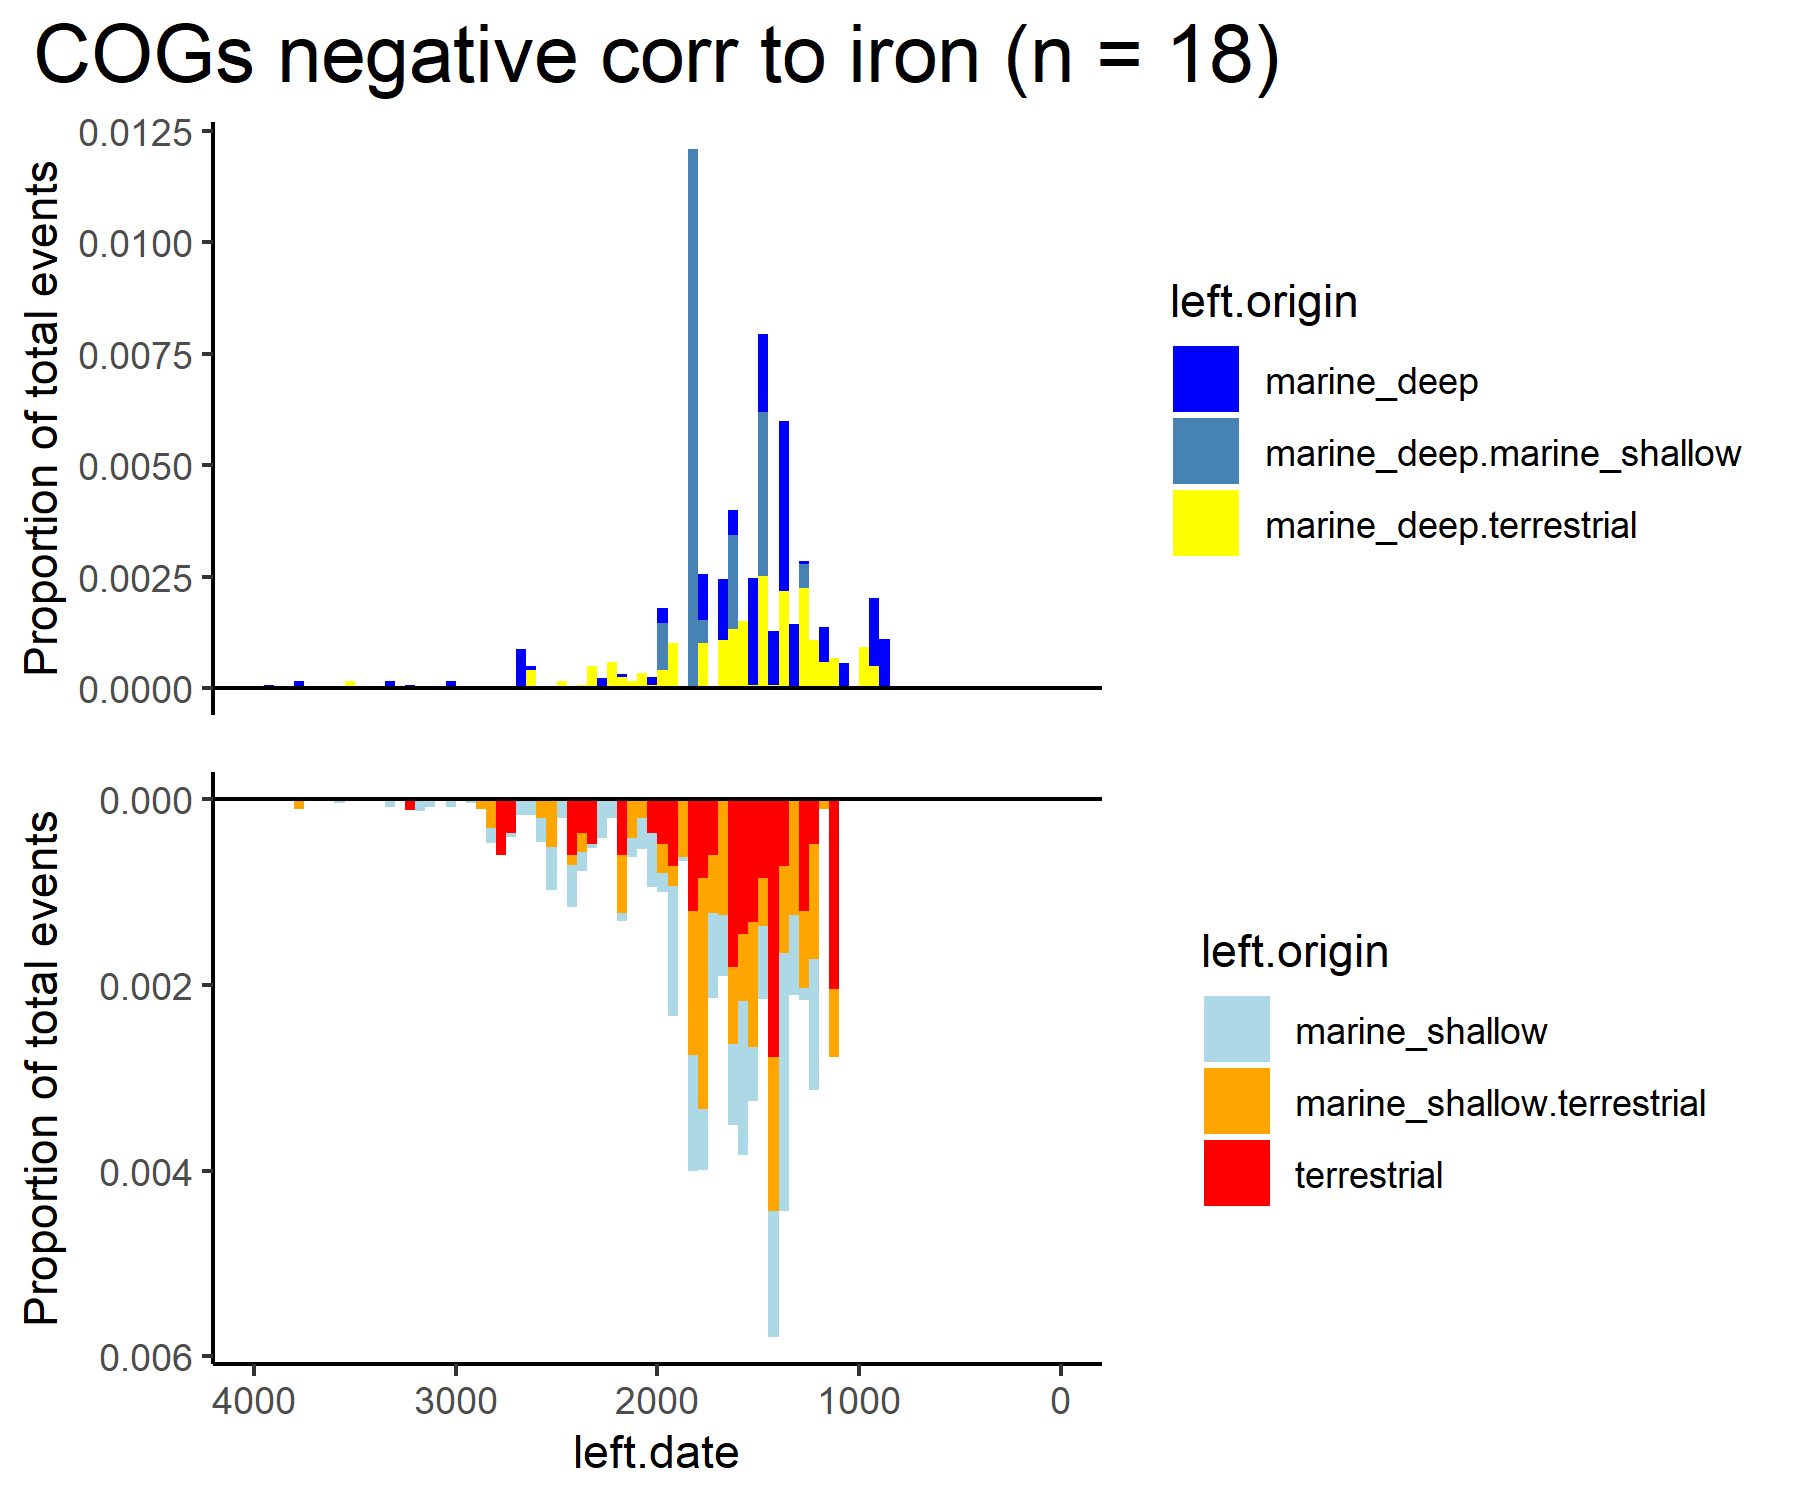 COGs negative corr to iron (n = 18)
Proportion of total events
0.0125
0.0100
0.0075
0.0050
0.0025
0.0000
left.origin
marine_deep
marine_deep.marine_shallow
marine_deep.terrestrial
Proportion of total events
0.000
0.002
0.004
0.006
4000 3000 2000 1000 0
left.date
left.origin
marine_shallow
marine_shallow.terrestrial
terrestrial